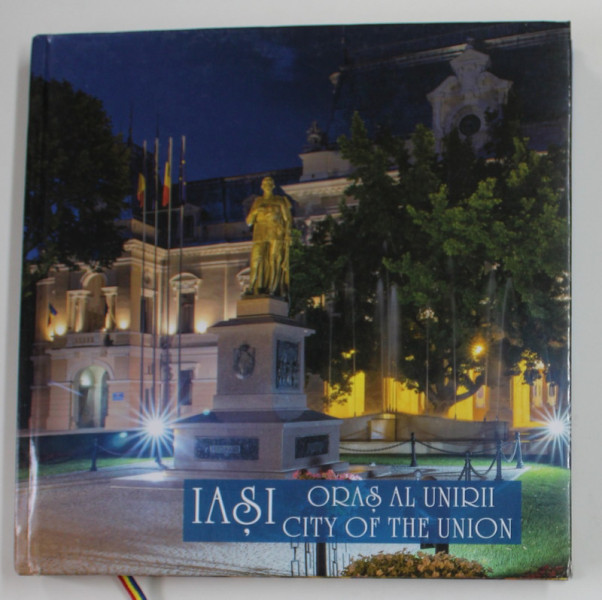 IAȘI
ORAȘ AL UNIRII
CITY OF THE UNION